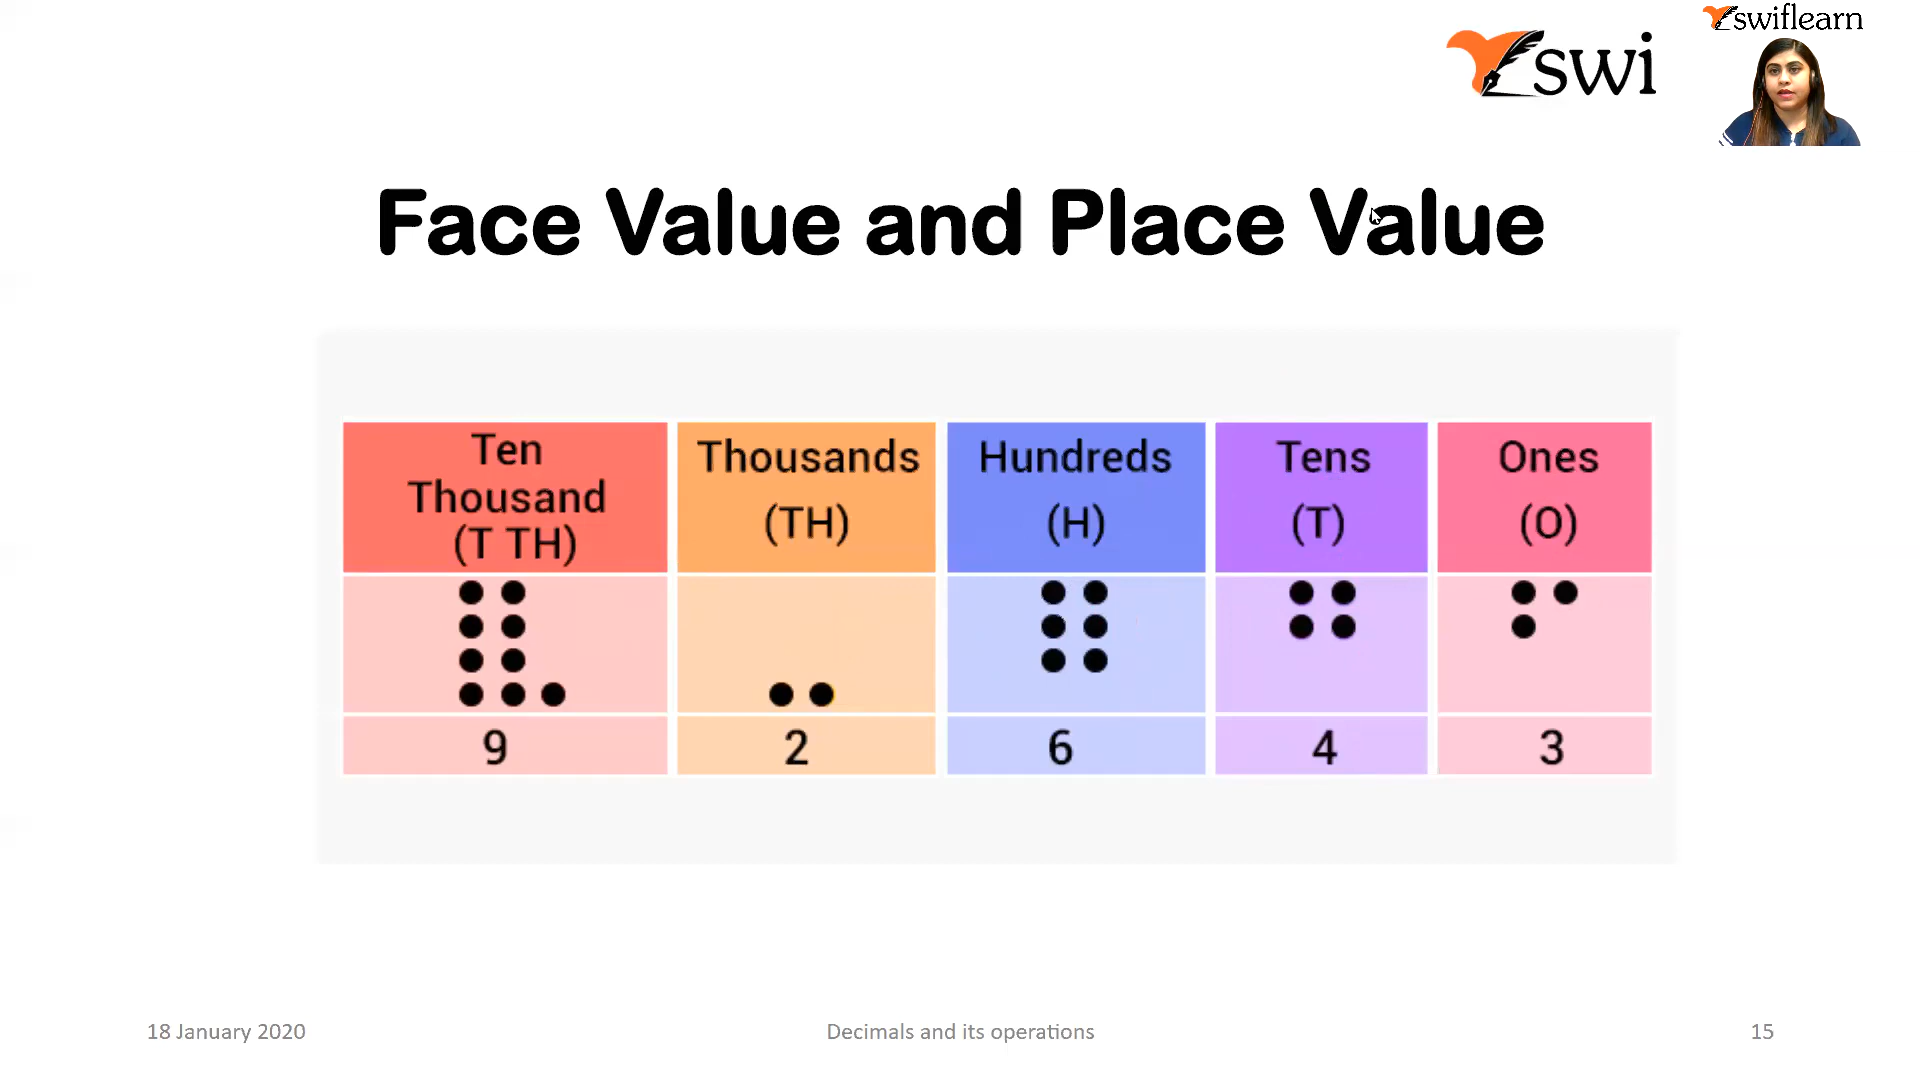 swiflearn
swi
Face Value and Place Value
Ten Thousands Hundreds Tens Ones
Thousand (TH) (H) (T) (O)
(T TH)
9 2 6 4 3
18 January 2020 Decimals and its operations 15